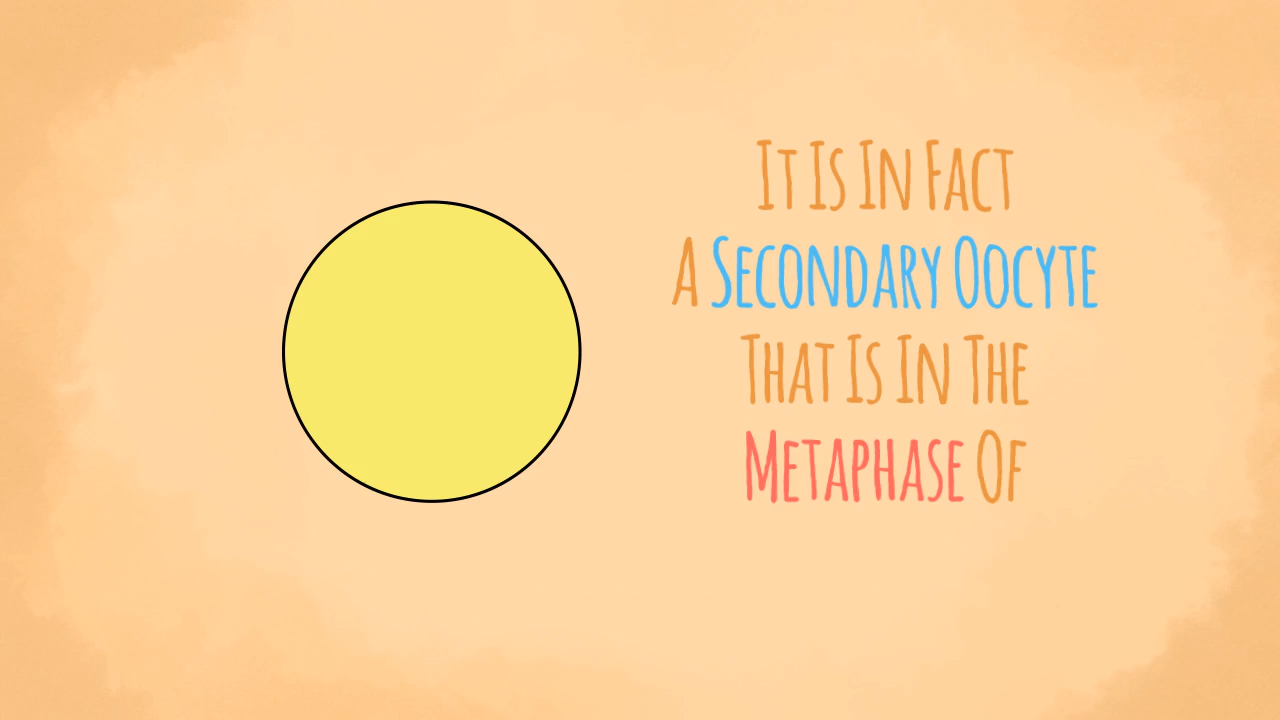 It Is In Fact
A Secondary Oocyte
That Is In The
Metaphase Of